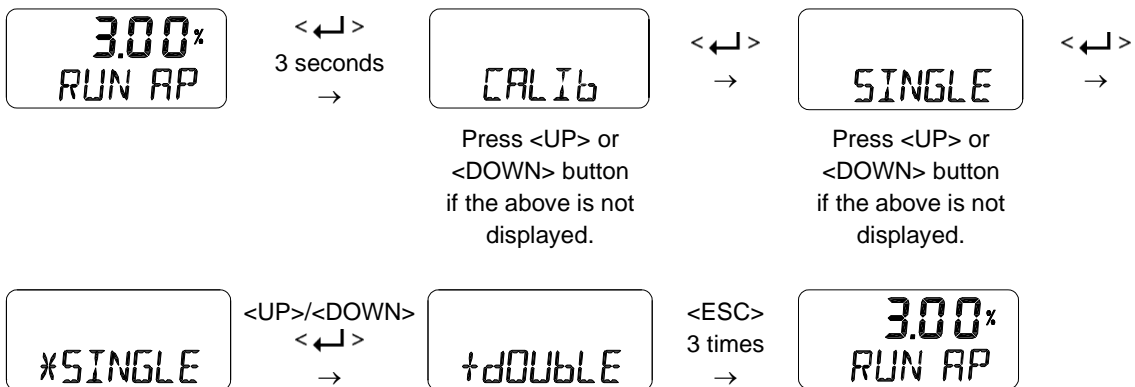 3.00%
RUN AP
< ↵ >
3 seconds
→
CALIb
Press <UP> or
<DOWN> button
if the above is not
displayed.
< ↵ >
→
SINGLE
Press <UP> or
<DOWN> button
if the above is not
displayed.
< ↵ >
→
*SINGLE
<UP>/<DOWN>
< ↵ >
→
+dOUbLE
<ESC>
3 times
→
3.00%
RUN AP